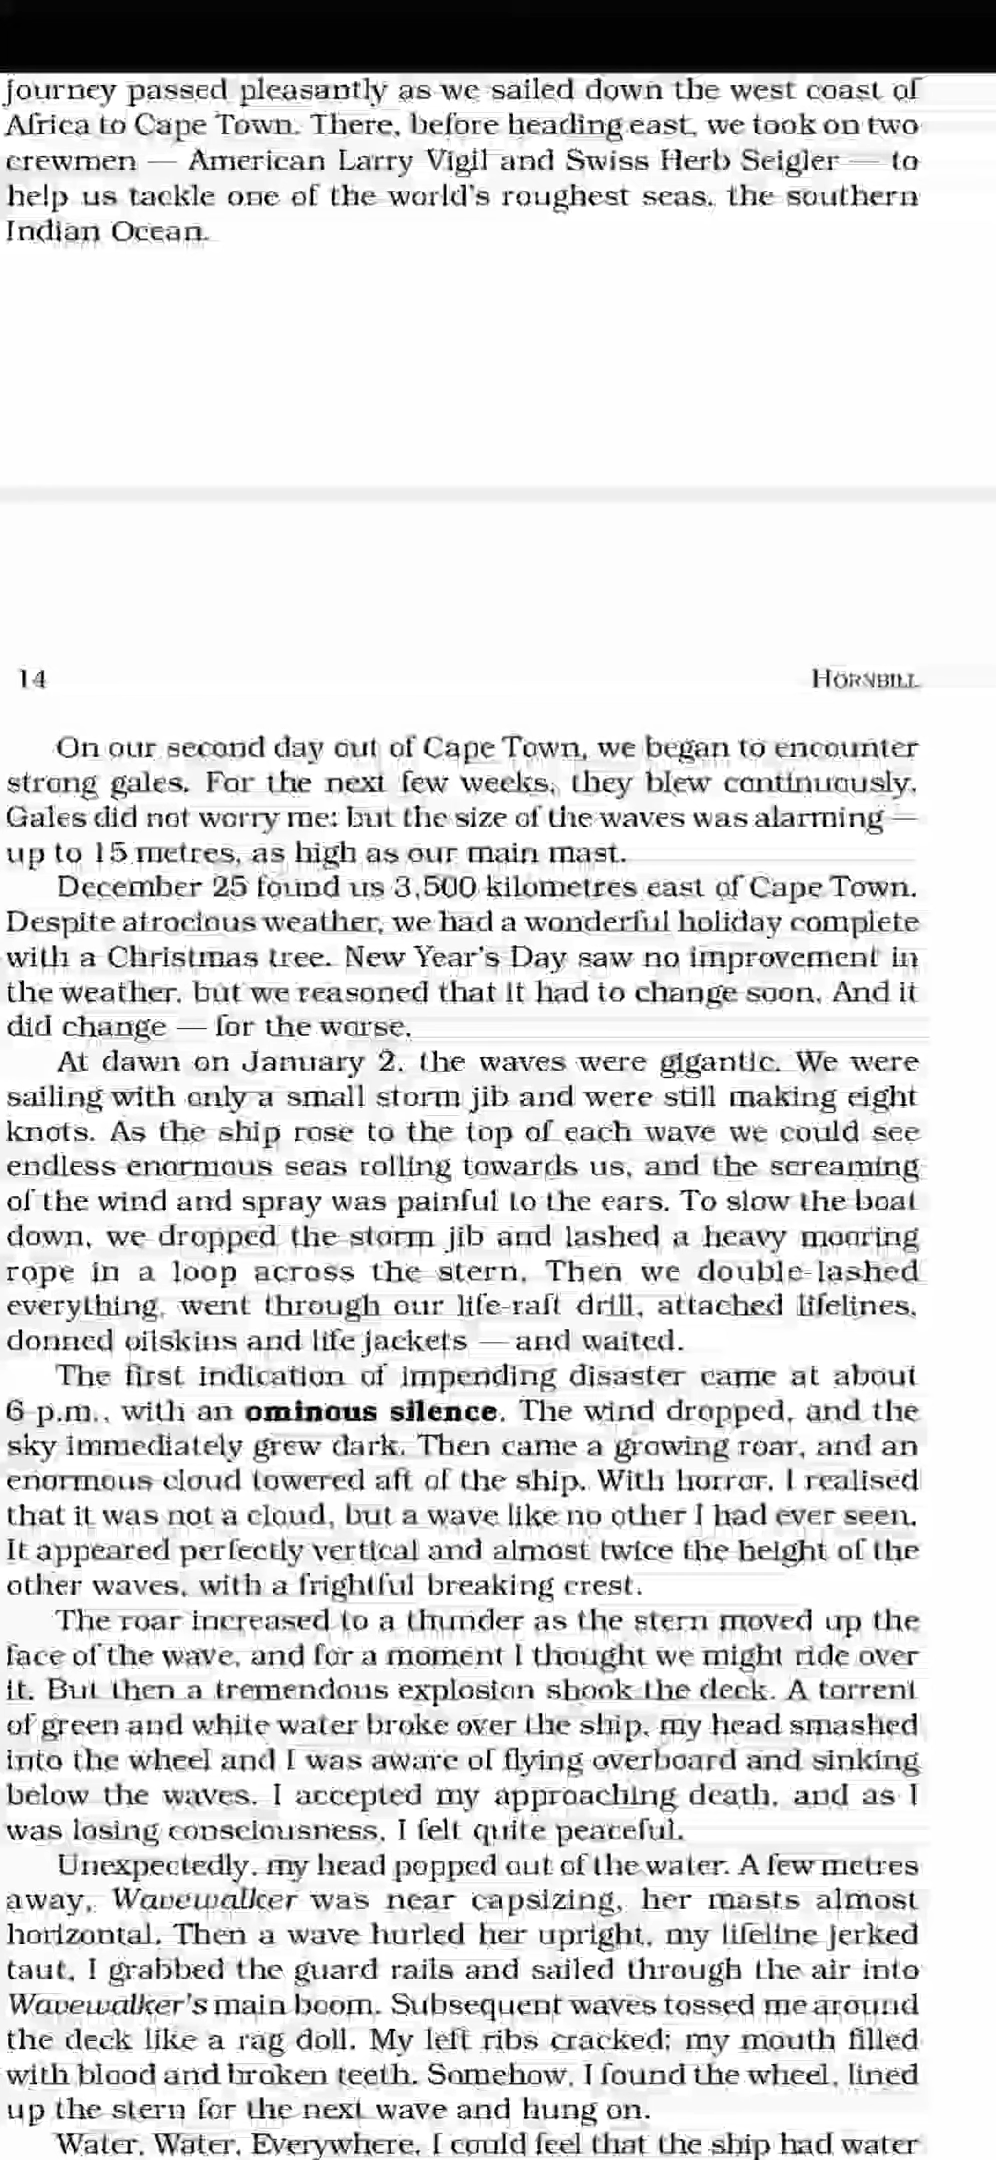 journey passed pleasantly as we sailed down the west coast of
Africa to Cape Town. There, before heading east, we took on two
crewmen — American Larry Vigil and Swiss Herb Seigler — to
help us tackle one of the world's roughest seas, the southern
Indian Ocean.
14
HORNBILL
On our second day out of Cape Town, we began to encounter
strong gales. For the next few weeks, they blew continuously.
Gales did not worry me; but the size of the waves was alarming —
up to 15 metres, as high as our main mast.
December 25 found us 3,500 kilometres east of Cape Town.
Despite atrocious weather, we had a wonderful holiday complete
with a Christmas tree. New Year's Day saw no improvement in
the weather, but we reasoned that it had to change soon. And it
did change — for the worse.
At dawn on January 2, the waves were gigantic. We were
sailing with only a small storm jib and were still making eight
knots. As the ship rose to the top of each wave we could see
endless enormous seas rolling towards us, and the screaming
of the wind and spray was painful to the ears. To slow the boat
down, we dropped the storm jib and lashed a heavy mooring
rope in a loop across the stern. Then we double-lashed
everything, went through our life-raft drill, attached lifelines,
donned oilskins and life jackets — and waited.
The first indication of impending disaster came at about
6 p.m., with an ominous silence. The wind dropped, and the
sky immediately grew dark. Then came a growing roar, and an
enormous cloud towered aft of the ship. With horror, I realised
that it was not a cloud, but a wave like no other I had ever seen.
It appeared perfectly vertical and almost twice the height of the
other waves, with a frightful breaking crest.
The roar increased to a thunder as the stern moved up the
face of the wave, and for a moment I thought we might ride over
it. But then a tremendous explosion shook the deck. A torrent
of green and white water broke over the ship, my head smashed
into the wheel and I was aware of flying overboard and sinking
below the waves. I accepted my approaching death, and as I
was losing consciousness, I felt quite peaceful.
Unexpectedly, my head popped out of the water. A few metres
away, Wavewalker was near capsizing, her masts almost
horizontal. Then a wave hurled her upright, my lifeline jerked
taut, I grabbed the guard rails and sailed through the air into
Wavewalker's main boom. Subsequent waves tossed me around
the deck like a rag doll. My left ribs cracked; my mouth filled
with blood and broken teeth. Somehow, I found the wheel, lined
up the stern for the next wave and hung on.
Water, Water, Everywhere. I could feel that the ship had water